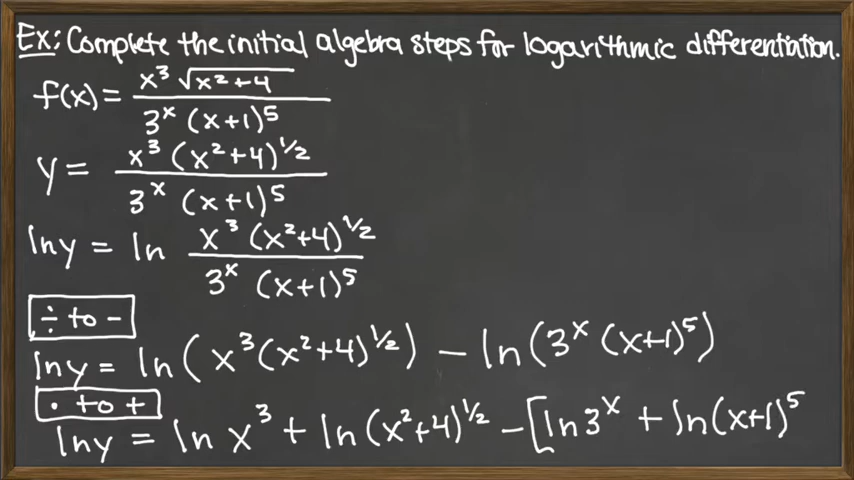 Ex: Complete the initial algebra steps for logarithmic differentiation.
f(x) = x³ √(x²+4) / 3ˣ (x+1)⁵
y = x³ (x²+4)^½ / 3ˣ (x+1)⁵
ln y = ln x³ (x²+4)^½ / 3ˣ (x+1)⁵
÷ to −
ln y = ln( x³ (x²+4)^½ ) − ln( 3ˣ (x+1)⁵ )
· to +
ln y = ln x³ + ln (x²+4)^½ − [ ln 3ˣ + ln (x+1)⁵